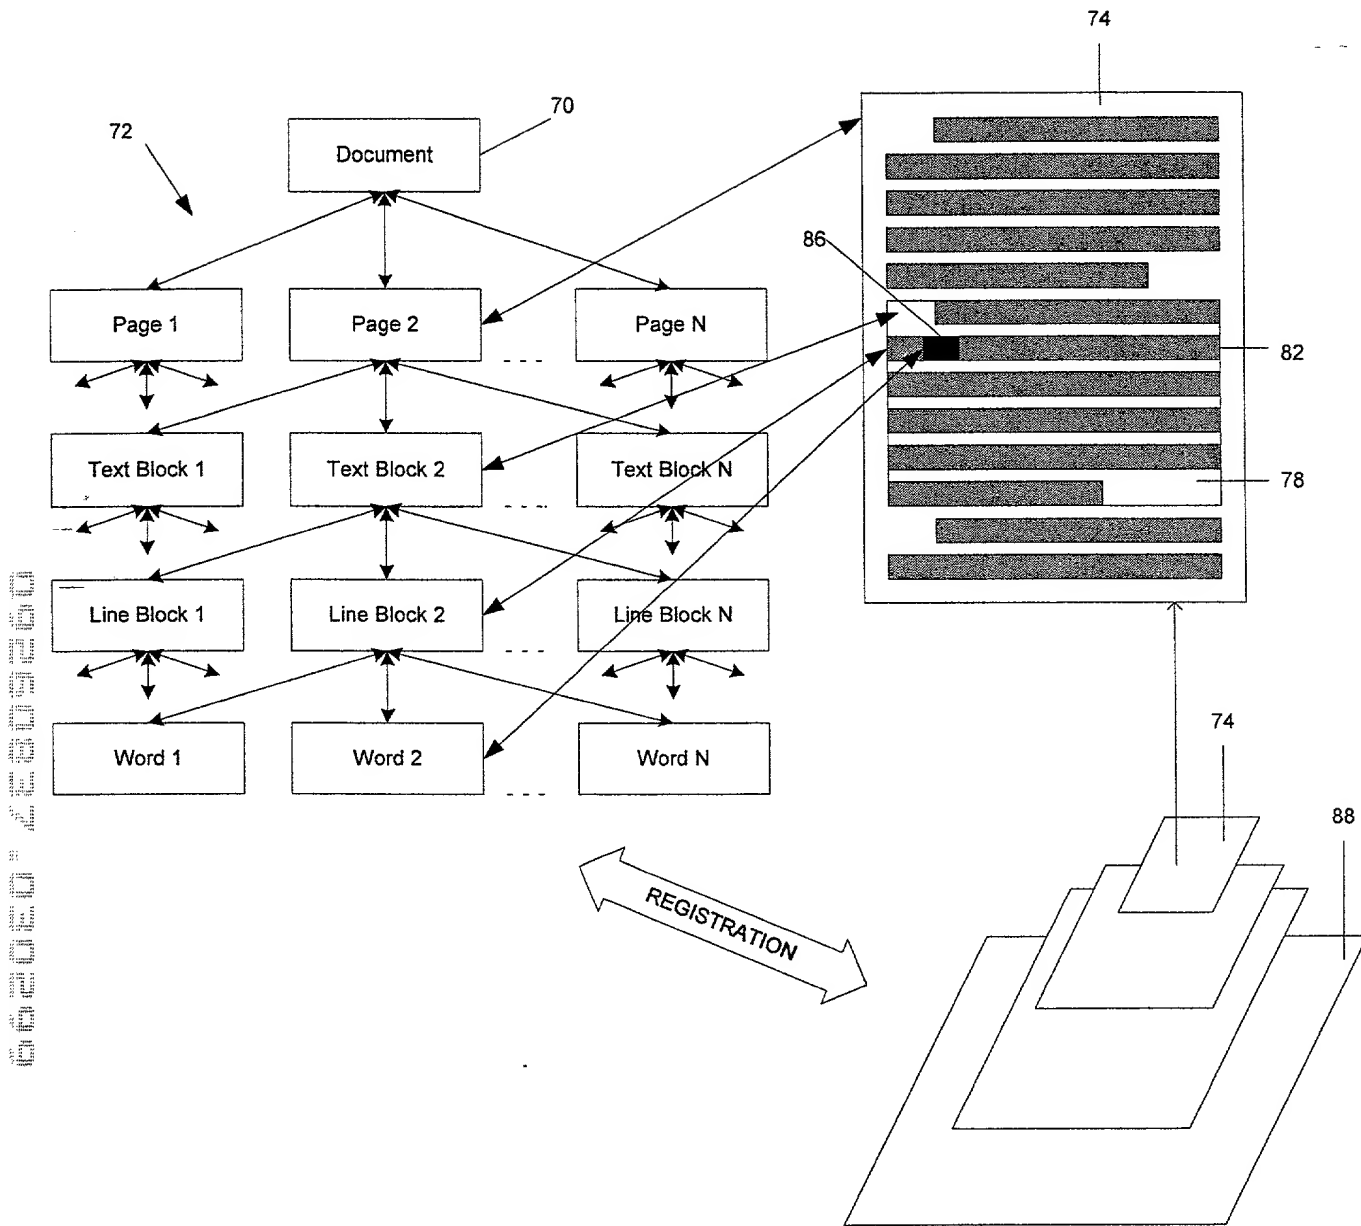 74
70
72
Document
86
Page 1
Page 2
Page N
82
Text Block 1
Text Block 2
Text Block N
78
Line Block 1
Line Block 2
Line Block N
74
Word 1
Word 2
Word N
88
REGISTRATION